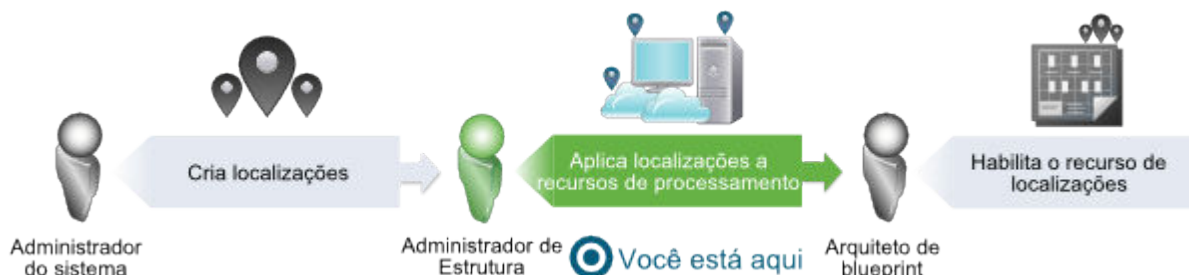 Cria localizações
Aplica localizações a
recursos de processamento
Habilita o recurso de
localizações
Administrador
do sistema
Administrador de
Estrutura
Você está aqui
Arquiteto de
blueprint